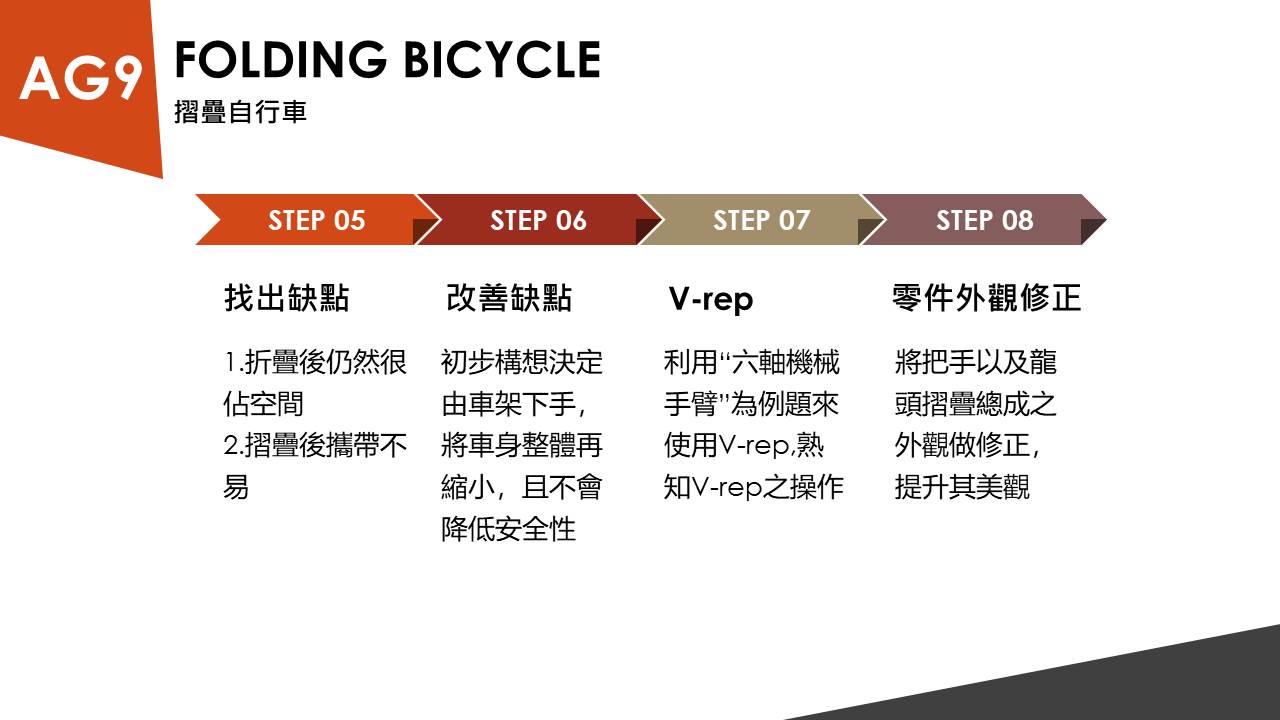 AG9
FOLDING BICYCLE
摺疊自行車
STEP 05
STEP 06
STEP 07
STEP 08
找出缺點
1.折疊後仍然很
佔空間
2.摺疊後攜帶不
易
改善缺點
初步構想決定
由車架下手，
將車身整體再
縮小，且不會
降低安全性
V-rep
利用“六軸機械
手臂”為例題來
使用V-rep,熟
知V-rep之操作
零件外觀修正
將把手以及龍
頭摺疊總成之
外觀做修正，
提升其美觀